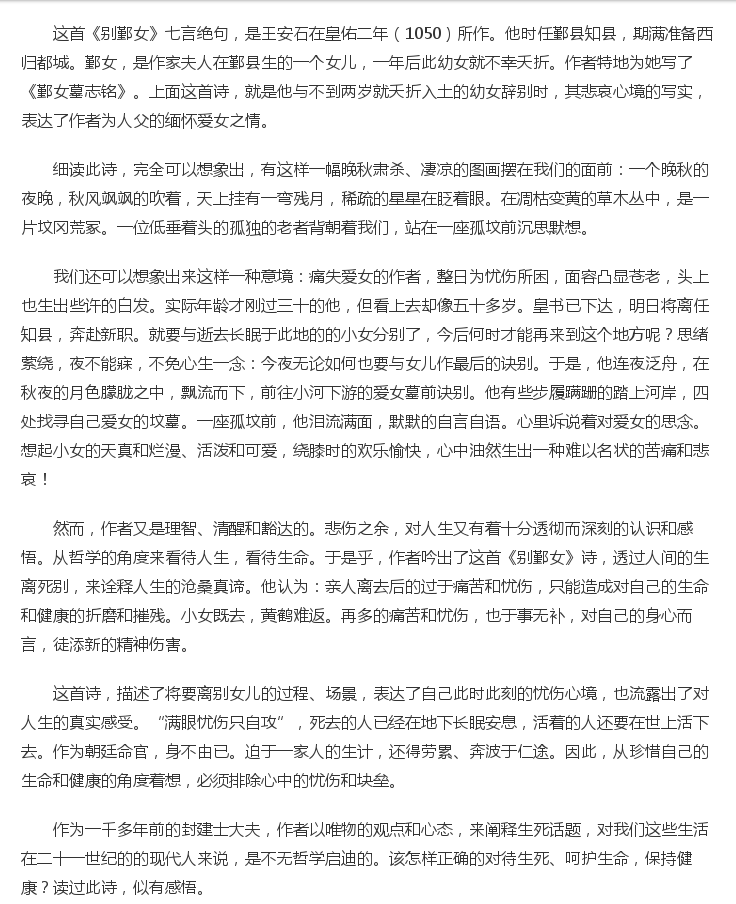 这首《别鄞女》七言绝句，是王安石在皇佑二年（1050）所作。他时任鄞县知县，期满准备西
归都城。鄞女，是作家夫人在鄞县生的一个女儿，一年后此幼女就不幸夭折。作者特地为她写了
《鄞女墓志铭》。上面这首诗，就是他与不到两岁就夭折入土的幼女辞别时，其悲哀心境的写实，
表达了作者为人父的缅怀爱女之情。
细读此诗，完全可以想象出，有这样一幅晚秋肃杀、凄凉的图画摆在我们的面前：一个晚秋的
夜晚，秋风飒飒的吹着，天上挂有一弯残月，稀疏的星星在眨着眼。在凋枯变黄的草木丛中，是一
片坟冈荒冢。一位低垂着头的孤独的老者背朝着我们，站在一座孤坟前沉思默想。
我们还可以想象出来这样一种意境：痛失爱女的作者，整日为忧伤所困，面容凸显苍老，头上
也生出些许的白发。实际年龄才刚过三十的他，但看上去却像五十多岁。皇书已下达，明日将离任
知县，奔赴新职。就要与逝去长眠于此地的的小女分别了，今后何时才能再来到这个地方呢？思绪
萦绕，夜不能寐，不免心生一念：今夜无论如何也要与女儿作最后的诀别。于是，他连夜泛舟，在
秋夜的月色朦胧之中，飘流而下，前往小河下游的爱女墓前诀别。他有些步履蹒跚的踏上河岸，四
处找寻自己爱女的坟墓。一座孤坟前，他泪流满面，默默的自言自语。心里诉说着对爱女的思念。
想起小女的天真和烂漫、活泼和可爱，绕膝时的欢乐愉快，心中油然生出一种难以名状的苦痛和悲
哀！
然而，作者又是理智、清醒和豁达的。悲伤之余，对人生又有着十分透彻而深刻的认识和感
悟。从哲学的角度来看待人生，看待生命。于是乎，作者吟出了这首《别鄞女》诗，透过人间的生
离死别，来诠释人生的沧桑真谛。他认为：亲人离去后的过于痛苦和忧伤，只能造成对自己的生命
和健康的折磨和摧残。小女既去，黄鹤难返。再多的痛苦和忧伤，也于事无补，对自己的身心而
言，徒添新的精神伤害。
这首诗，描述了将要离别女儿的过程、场景，表达了自己此时此刻的忧伤心境，也流露出了对
人生的真实感受。“满眼忧伤只自攻”，死去的人已经在地下长眠安息，活着的人还要在世上活下
去。作为朝廷命官，身不由已。迫于一家人的生计，还得劳累、奔波于仁途。因此，从珍惜自己的
生命和健康的角度着想，必须排除心中的忧伤和块垒。
作为一千多年前的封建士大夫，作者以唯物的观点和心态，来阐释生死话题，对我们这些生活
在二十一世纪的的现代人来说，是不无哲学启迪的。该怎样正确的对待生死、呵护生命，保持健
康？读过此诗，似有感悟。